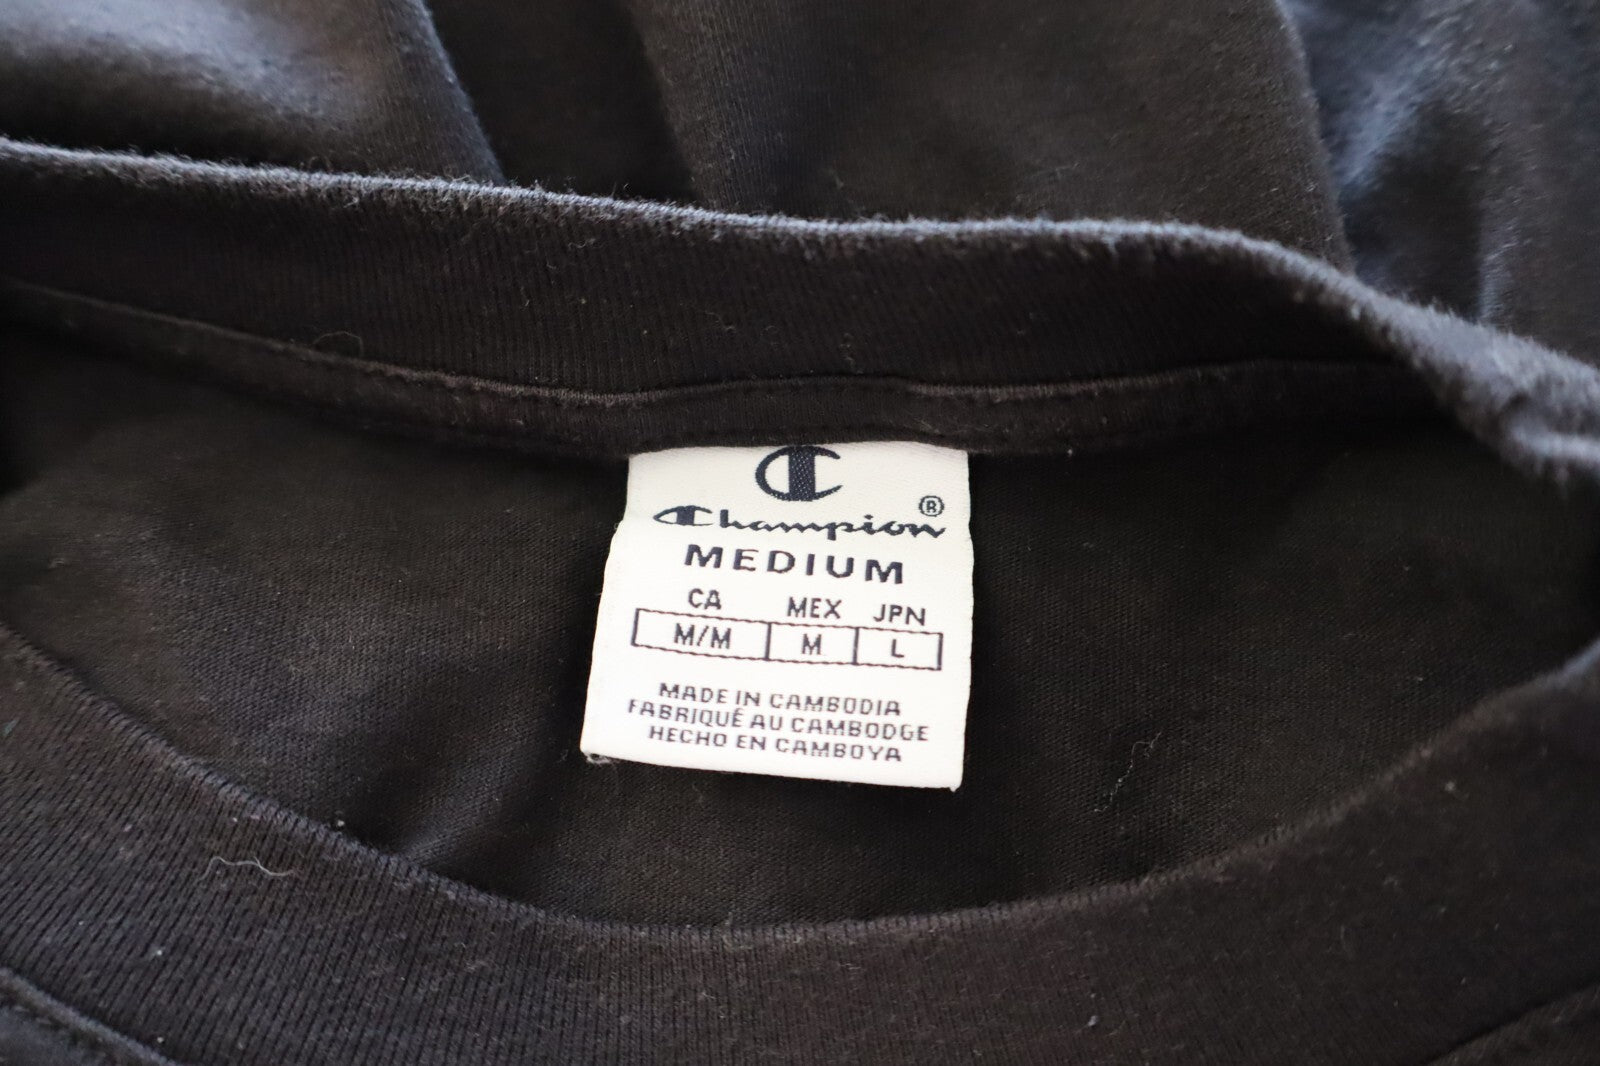 Champion®
MEDIUM
CA MEX JPN
M/M M L
MADE IN CAMBODIA
FABRIQUÉ AU CAMBODGE
HECHO EN CAMBOYA